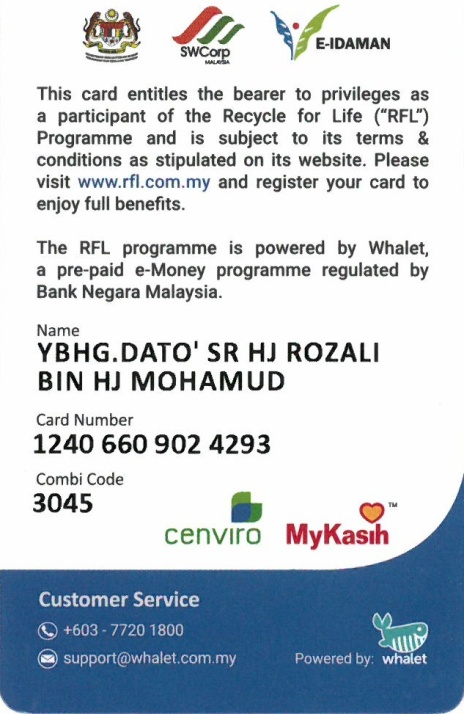 SWCorp
MALAYSIA
E-IDAMAN
This card entitles the bearer to privileges as
a participant of the Recycle for Life (“RFL”)
Programme and is subject to its terms &
conditions as stipulated on its website. Please
visit www.rfl.com.my and register your card to
enjoy full benefits.
The RFL programme is powered by Whalet,
a pre-paid e-Money programme regulated by
Bank Negara Malaysia.
Name
YBHG.DATO' SR HJ ROZALI
BIN HJ MOHAMUD
Card Number
1240 660 902 4293
Combi Code
3045
cenviro
MyKasih™
Customer Service
+603 - 7720 1800
support@whalet.com.my
Powered by: whalet